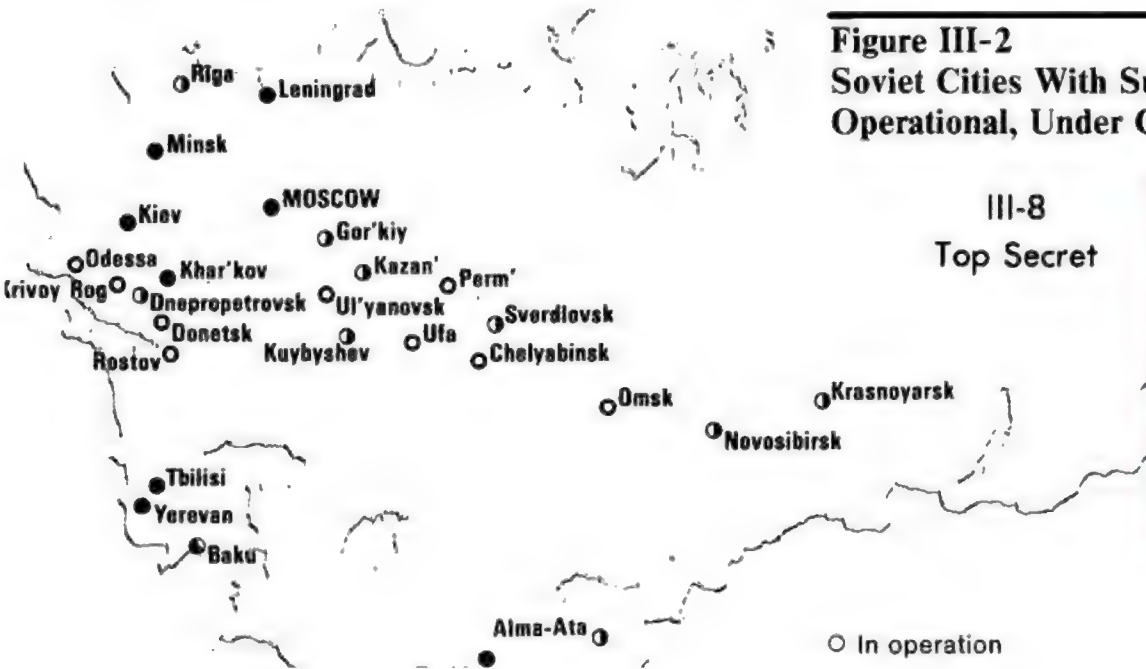 Figure III-2
Soviet Cities With
Operational, Under
III-8
Top Secret
Rīga
Leningrad
Minsk
MOSCOW
Kiev
Gor'kiy
Odessa
Khar'kov
Kazan'
Perm'
Krivoy Rog
Dnepropetrovsk
Ul'yanovsk
Sverdlovsk
Donetsk
Kuybyshev
Ufa
Rostov
Chelyabinsk
Omsk
Krasnoyarsk
Novosibirsk
Tbilisi
Yerevan
Baku
Alma-Ata
In operation